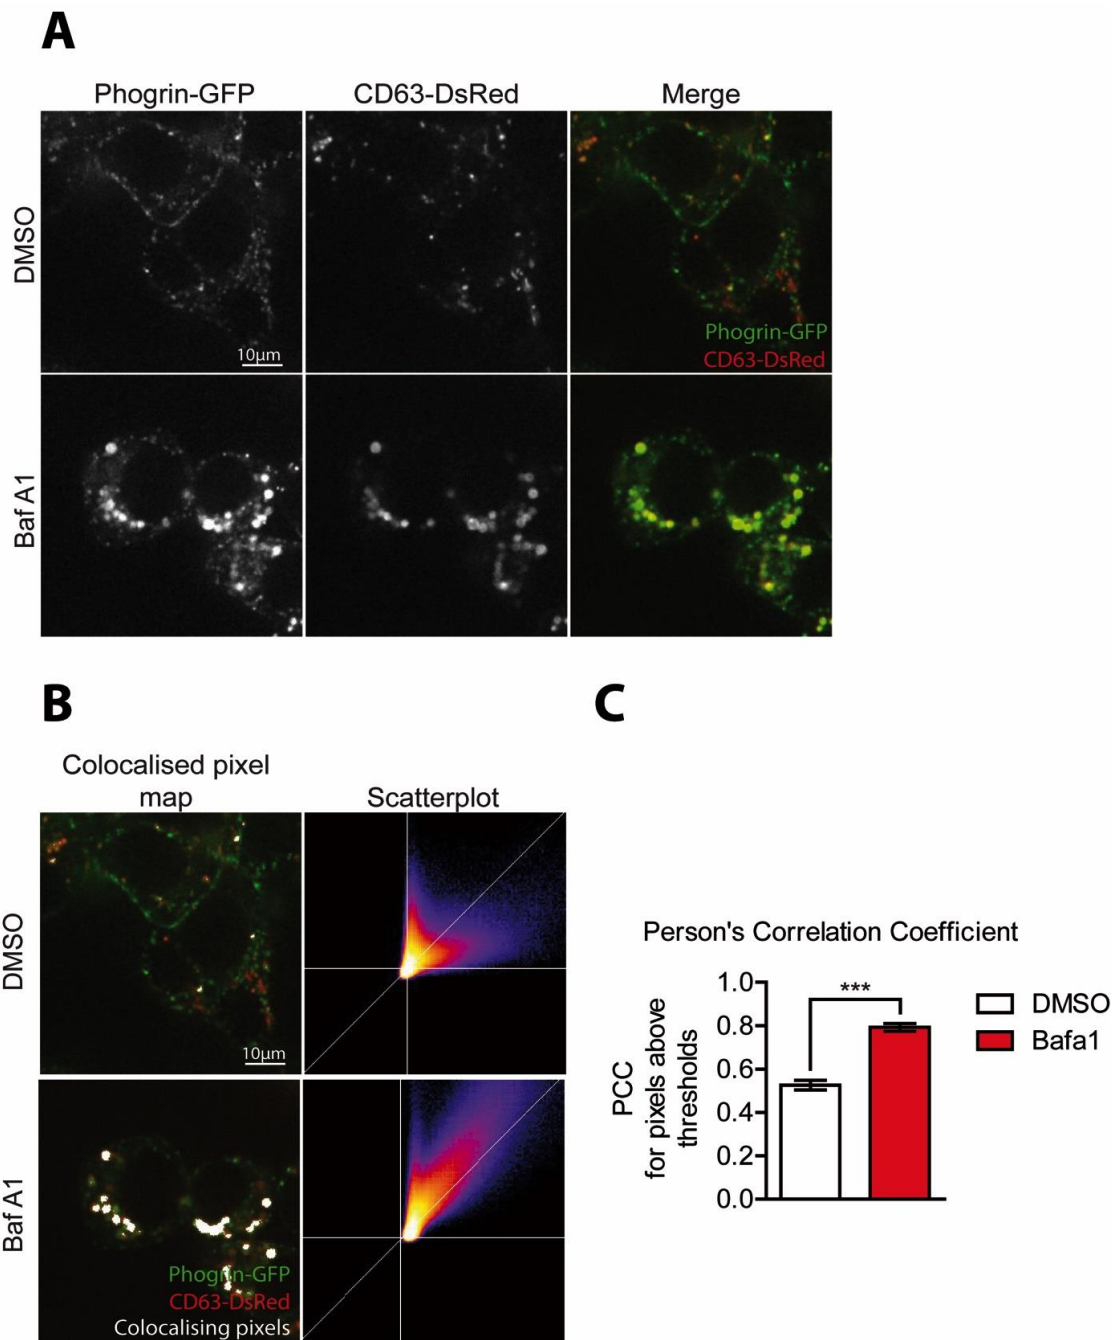 A
Phogrin-GFP
CD63-DsRed
Merge
DMSO
10µm
Phogrin-GFP
CD63-DsRed
Baf A1
B
C
Colocalised pixel
map
Scatterplot
DMSO
10µm
Baf A1
Phogrin-GFP
CD63-DsRed
Colocalising pixels
Person's Correlation Coefficient
PCC
for pixels above
thresholds
1.0
0.8
0.6
0.4
0.2
0.0
***
DMSO
Bafa1